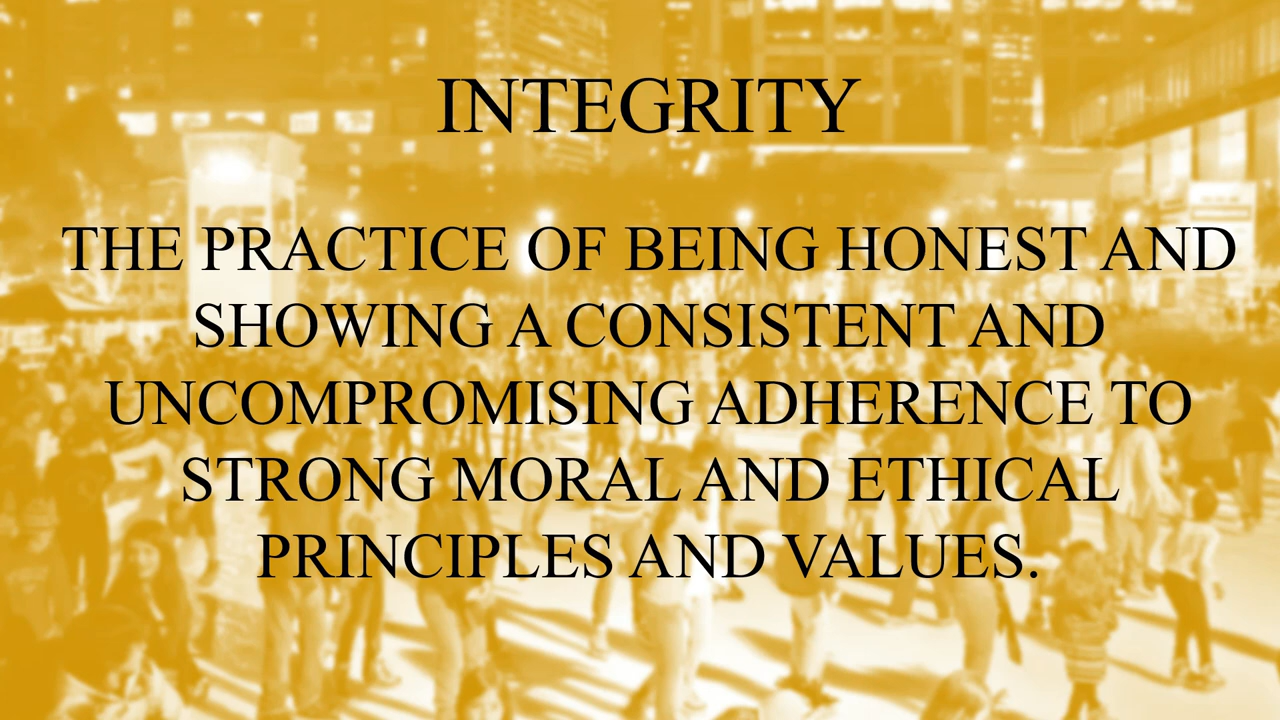 INTEGRITY
THE PRACTICE OF BEING HONEST AND
SHOWING A CONSISTENT AND
UNCOMPROMISING ADHERENCE TO
STRONG MORAL AND ETHICAL
PRINCIPLES AND VALUES.